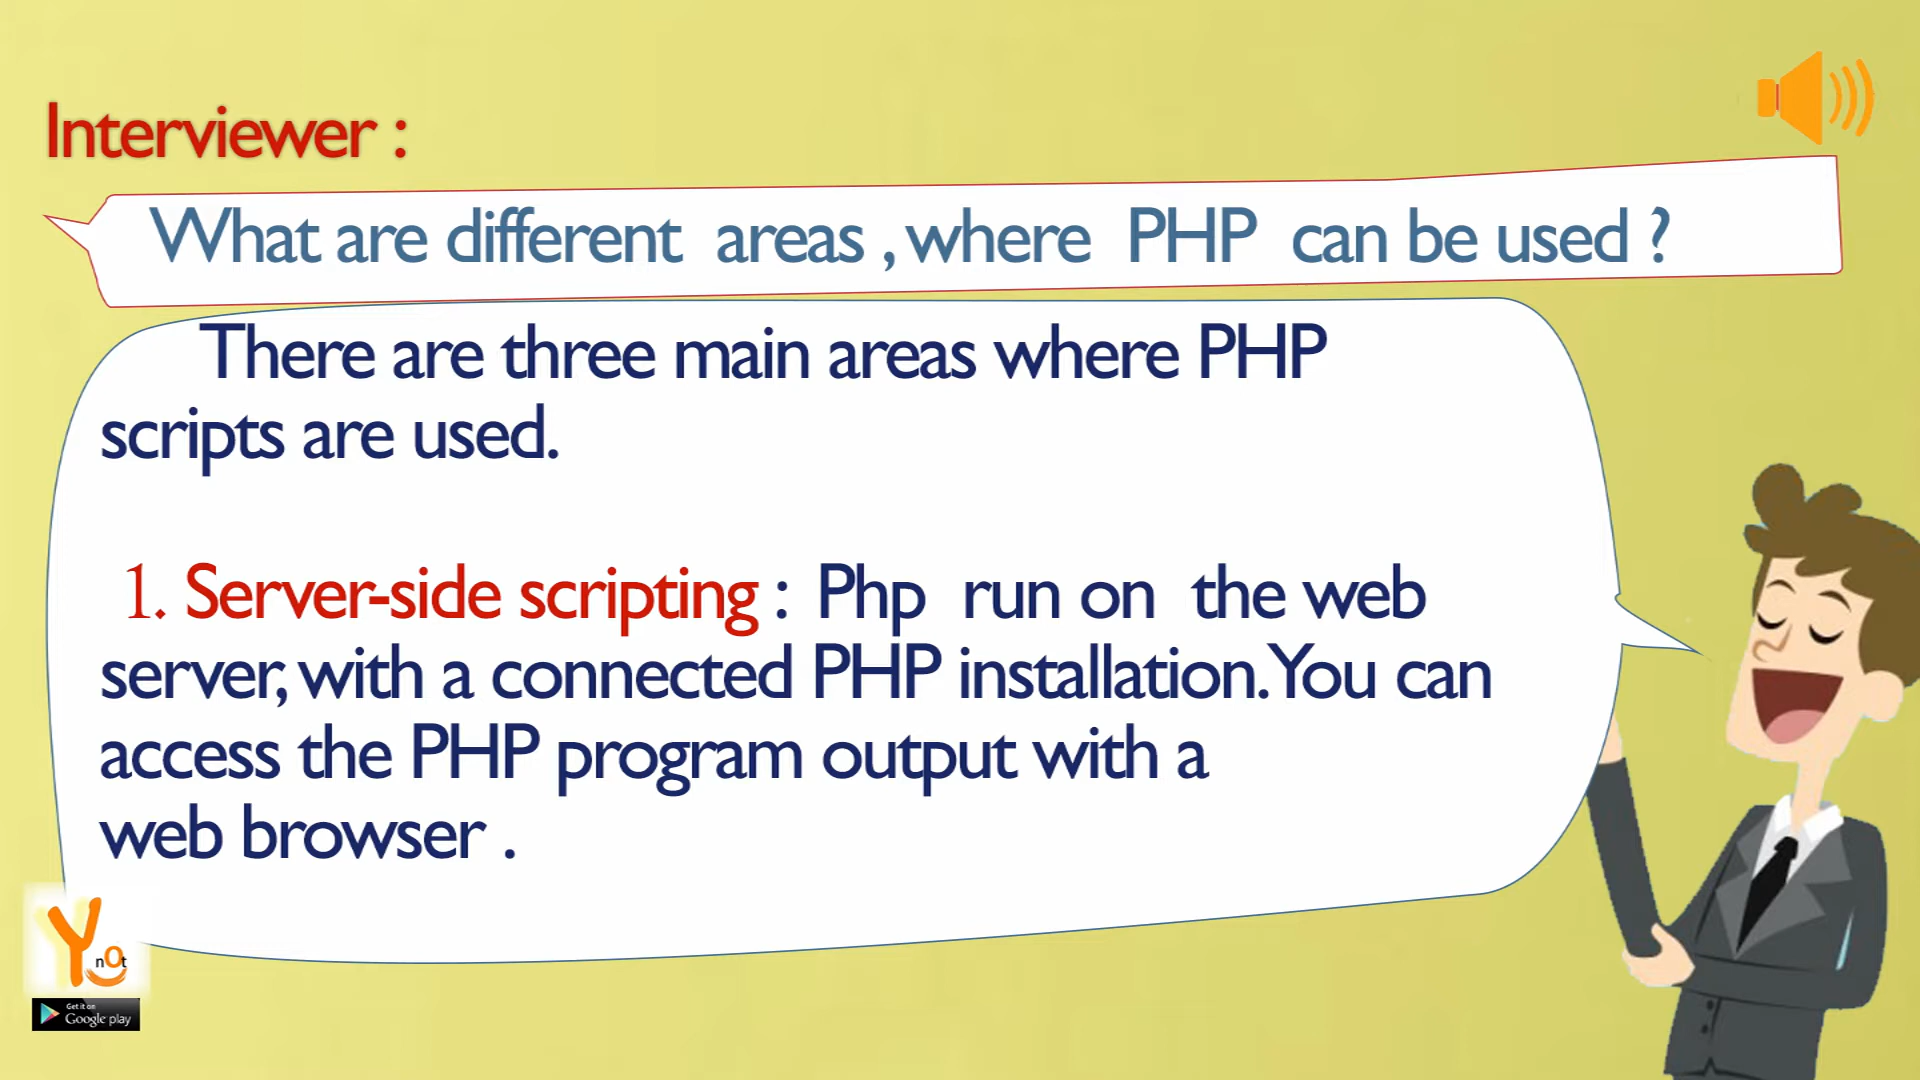 Interviewer :
What are different areas , where PHP can be used ?
There are three main areas where PHP
scripts are used.
1. Server-side scripting : Php run on the web
server, with a connected PHP installation. You can
access the PHP program output with a
web browser .
Y nOt
Get it on
Google play